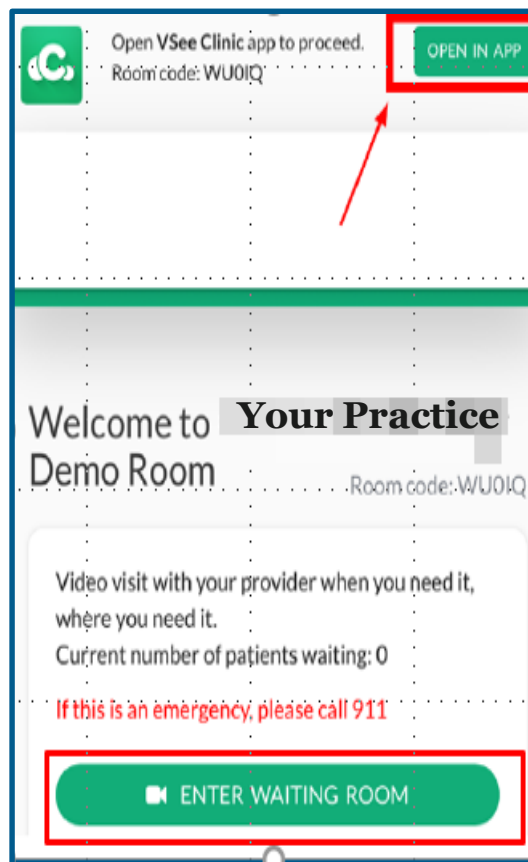 Open VSee Clinic app to proceed.
Room code: WU0IQ
OPEN IN APP
Welcome to Your Practice
Demo Room
Room code: WU0IQ
Video visit with your provider when you need it,
where you need it.
Current number of patients waiting: 0
If this is an emergency, please call 911
ENTER WAITING ROOM